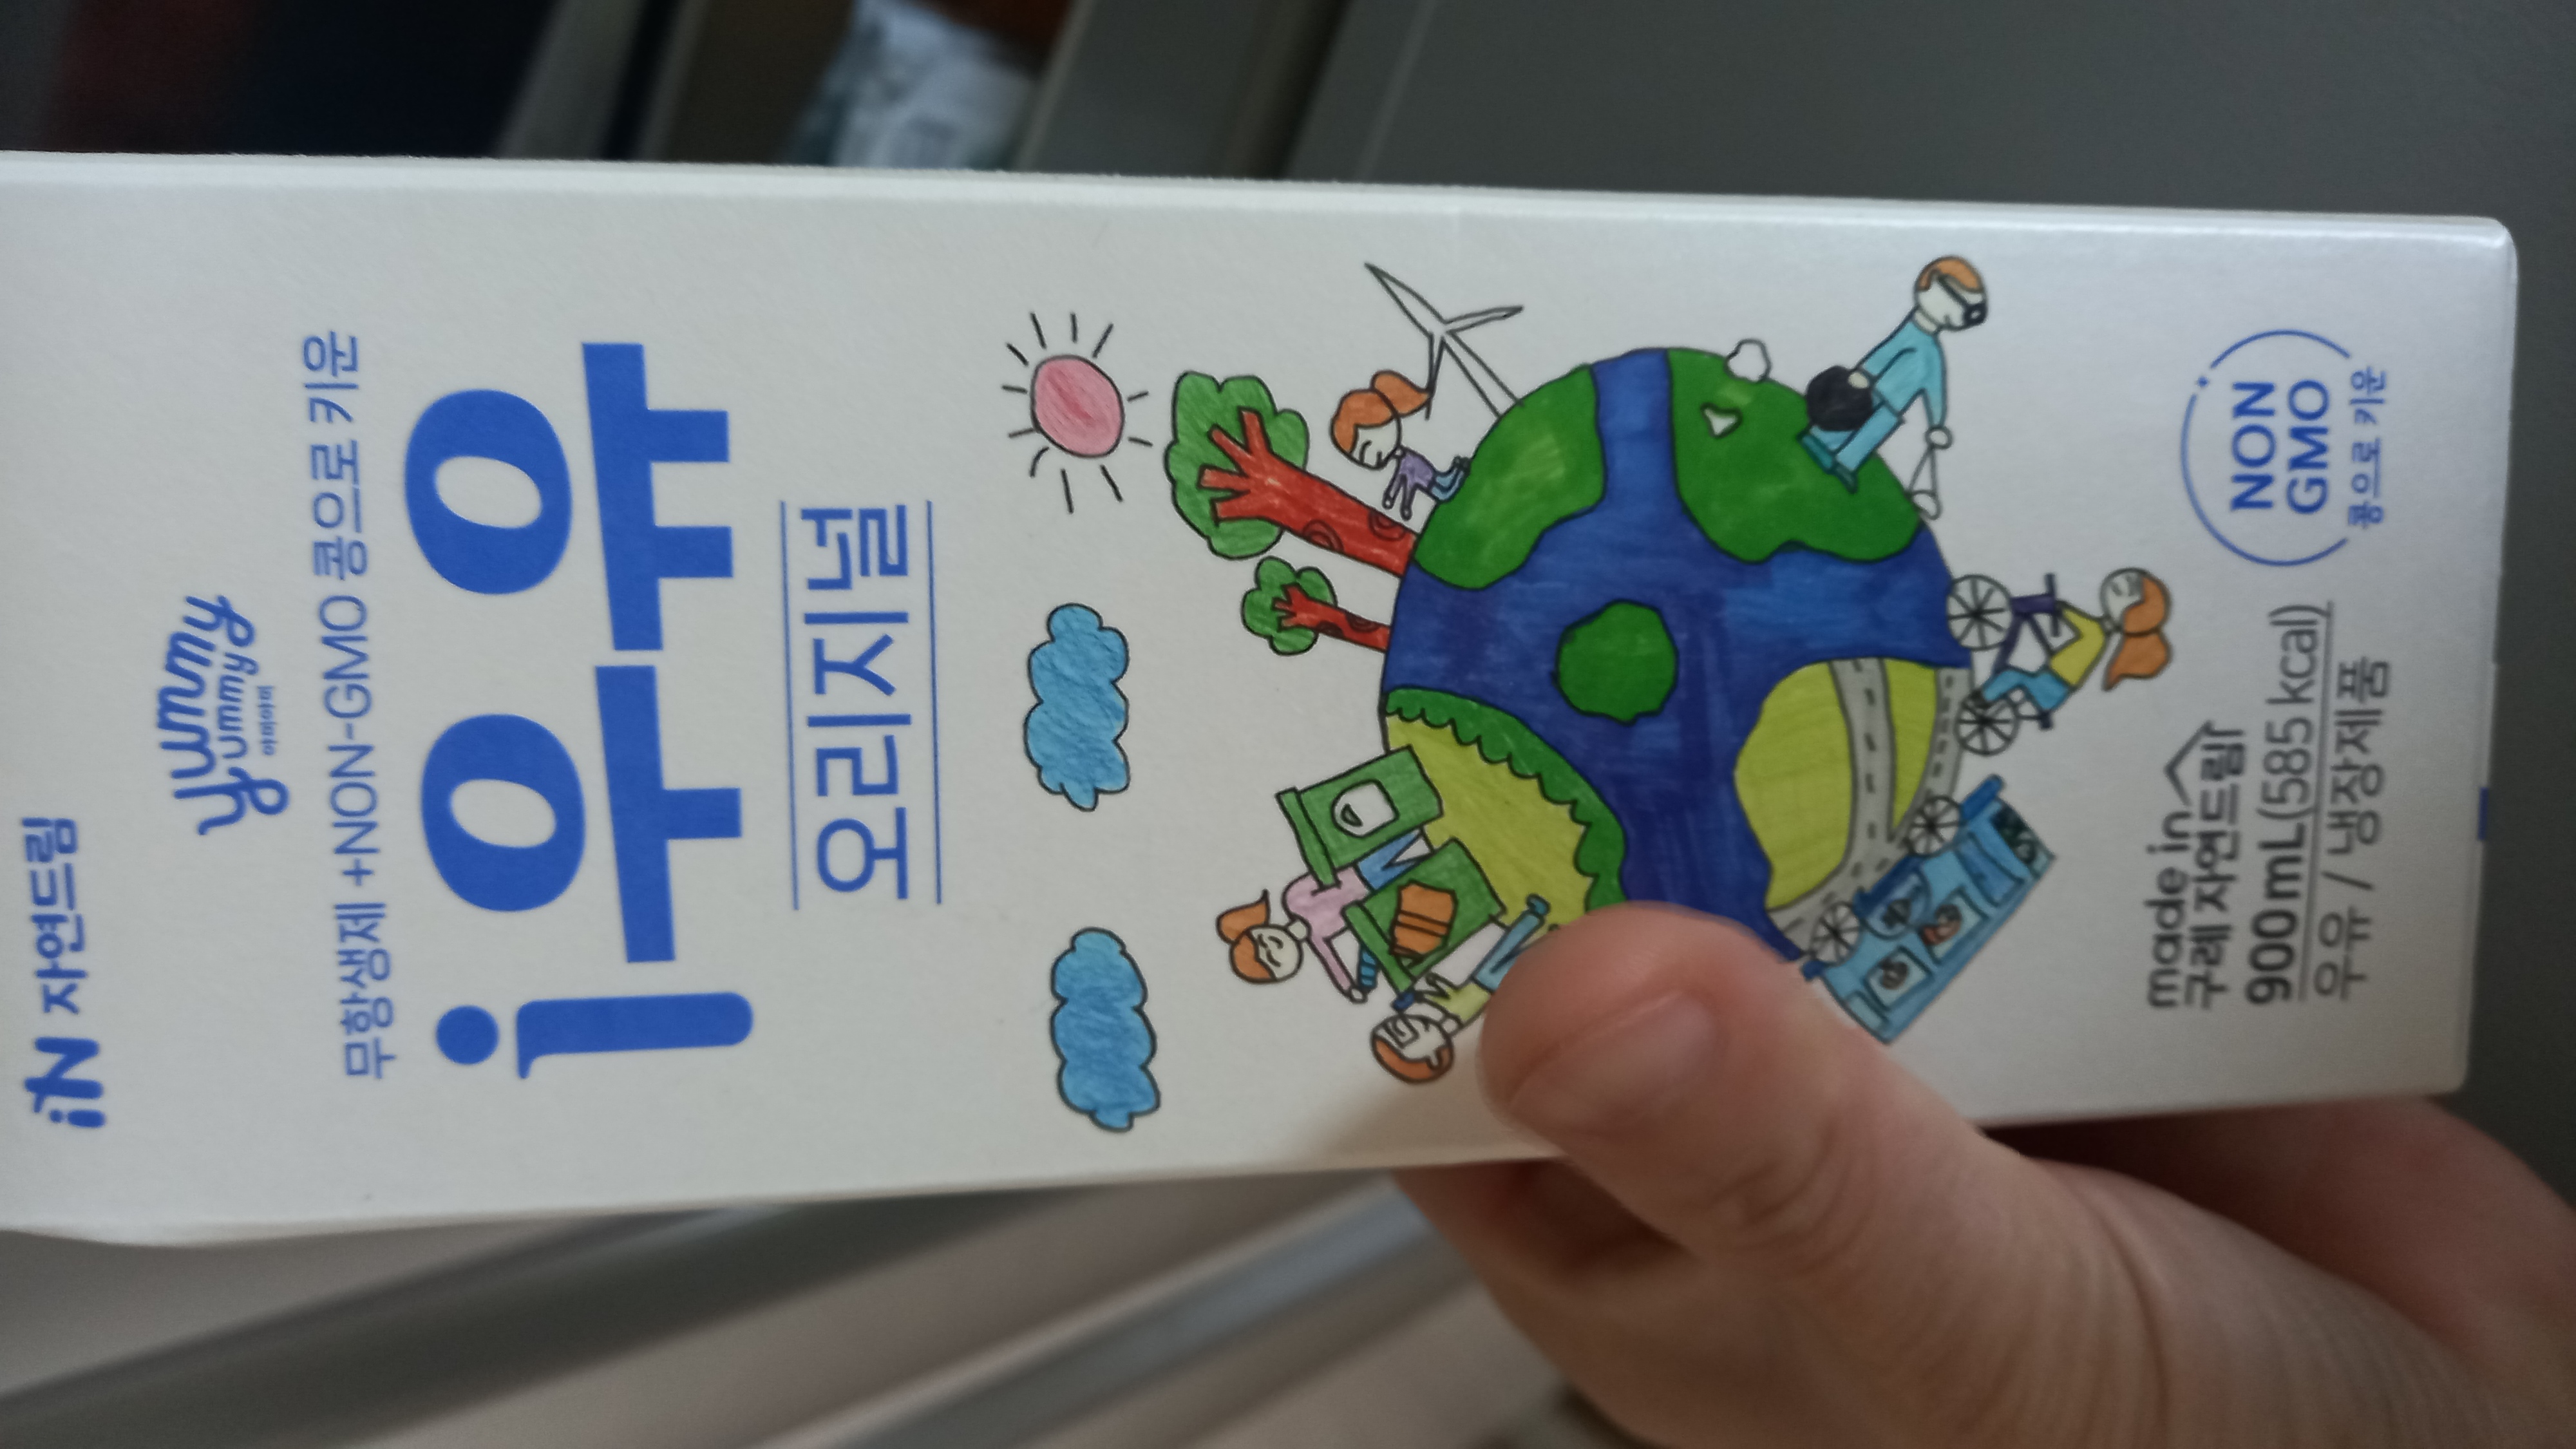 iN 자연드림
yummy
yummy
야미야미
무항생제 +NON-GMO 콩으로 키운
i우유
오리지널
made in
구례 자연드림
900mL(585 kcal)
우유 / 냉장제품
NON
GMO
콩으로 키운